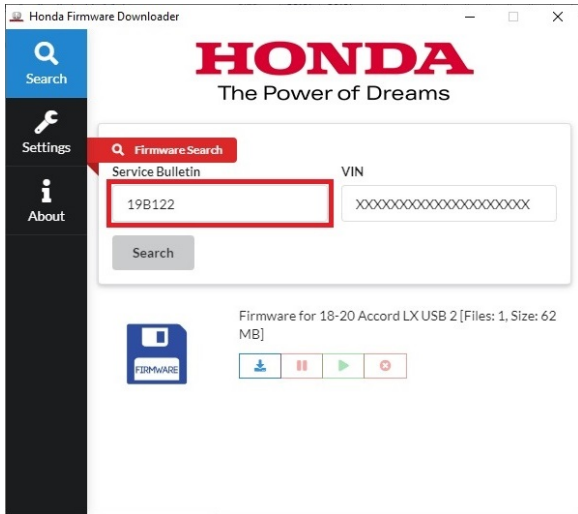 Honda Firmware Downloader
Search
Settings
About
HONDA
The Power of Dreams
Firmware Search
Service Bulletin
VIN
19B122
XXXXXXXXXXXXXXXXXXXX
Search
FIRMWARE
Firmware for 18-20 Accord LX USB 2 [Files: 1, Size: 62
MB]